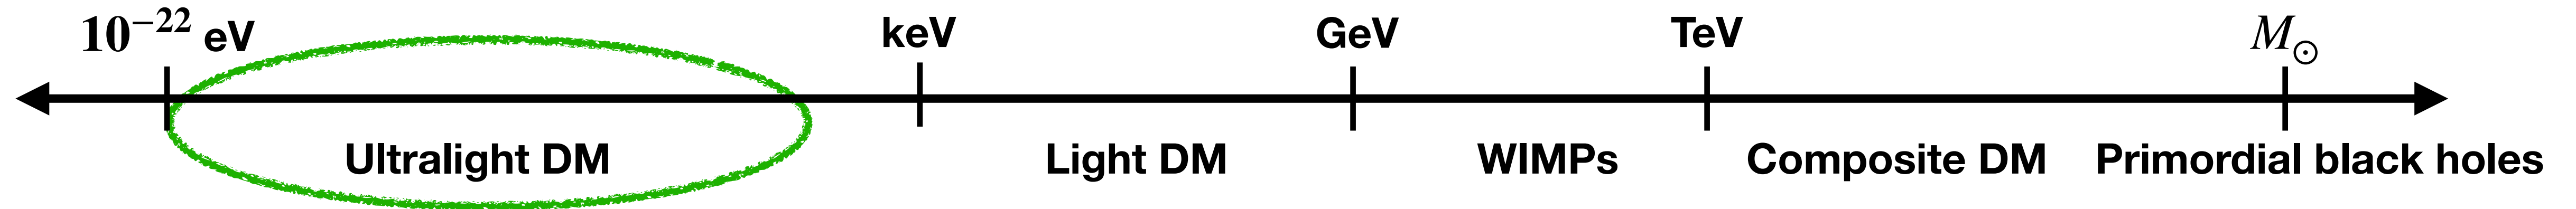 10⁻²² eV keV GeV TeV M☉
Ultralight DM Light DM WIMPs Composite DM Primordial black holes